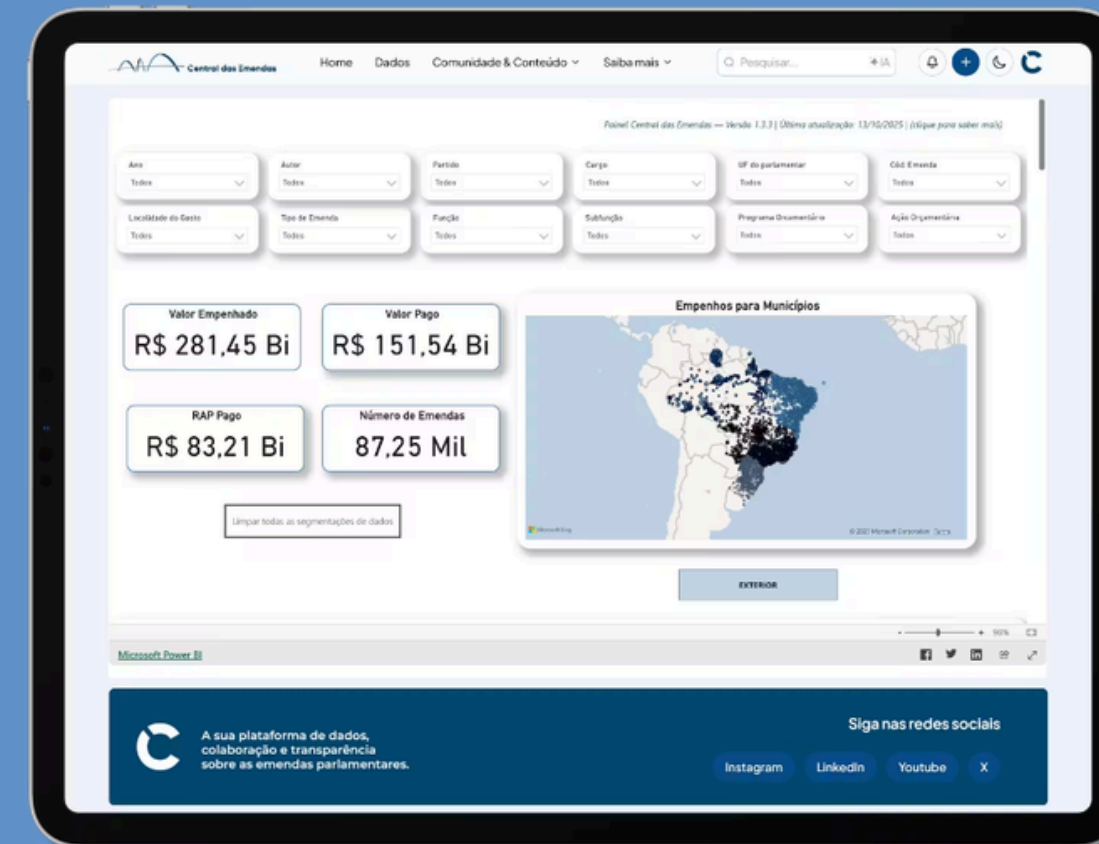 Central das Emendas
Home Dados Comunidade & Conteúdo Saiba mais Pesquisar... IA
Painel Central das Emendas — Versão 1.3.3 | Última atualização: 13/10/2025 | (clique para saber mais)
Ano Autor Partido Cargo UF do parlamentar Cód. Emenda
Todos Todos Todos Todos Todos Todos
Localidade do Gasto Tipo de Emenda Função Subfunção Programa Orçamentário Ação Orçamentária
Todos Todos Todos Todos Todos Todos
Valor Empenhado
R$ 281,45 Bi
Valor Pago
R$ 151,54 Bi
RAP Pago
R$ 83,21 Bi
Número de Emendas
87,25 Mil
Limpar todas as segmentações de dados
Empenhos para Municípios
Microsoft Bing
Microsoft Corporation
EXTERIOR
Microsoft Power BI
A sua plataforma de dados,
colaboração e transparência
sobre as emendas parlamentares.
Siga nas redes sociais
Instagram LinkedIn Youtube X